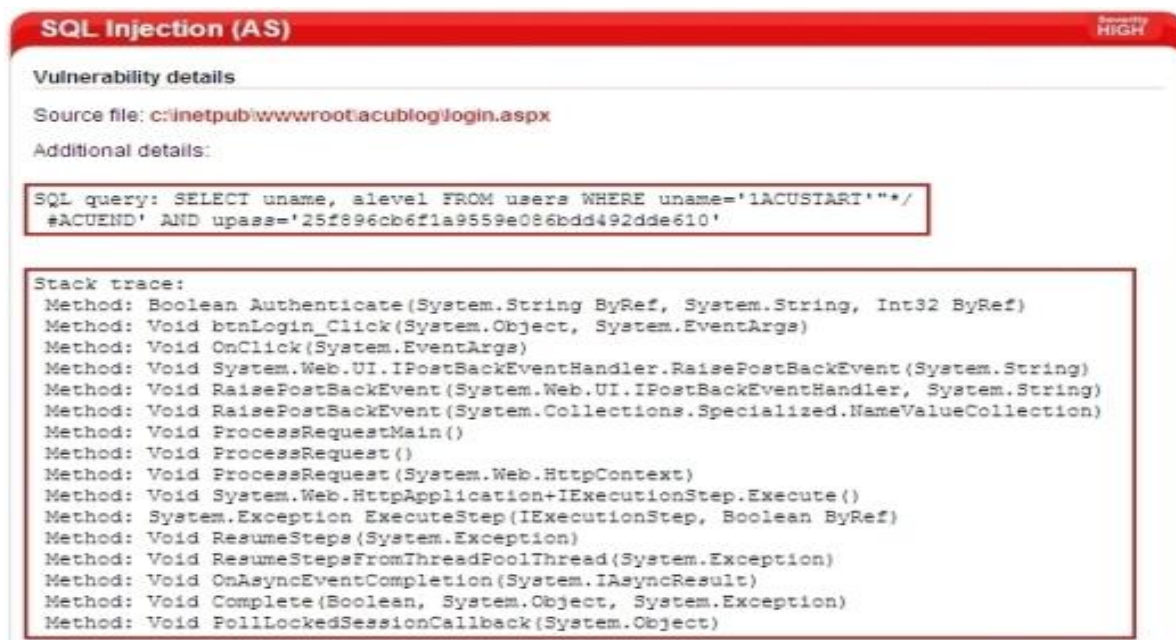 SQL Injection (AS)
Severity
HIGH
Vulnerability details
Source file: c:\inetpub\wwwroot\acublog\login.aspx
Additional details:
SQL query: SELECT uname, alevel FROM users WHERE uname='1ACUSTART'"*/
#ACUEND' AND upass='25f896cb6f1a9559e086bdd492dde610'
Stack trace:
Method: Boolean Authenticate(System.String ByRef, System.String, Int32 ByRef)
Method: Void btnLogin_Click(System.Object, System.EventArgs)
Method: Void OnClick(System.EventArgs)
Method: Void System.Web.UI.IPostBackEventHandler.RaisePostBackEvent(System.String)
Method: Void RaisePostBackEvent(System.Web.UI.IPostBackEventHandler, System.String)
Method: Void RaisePostBackEvent(System.Collections.Specialized.NameValueCollection)
Method: Void ProcessRequestMain()
Method: Void ProcessRequest()
Method: Void ProcessRequest(System.Web.HttpContext)
Method: Void System.Web.HttpApplication+IExecutionStep.Execute()
Method: System.Exception ExecuteStep(IExecutionStep, Boolean ByRef)
Method: Void ResumeSteps(System.Exception)
Method: Void ResumeStepsFromThreadPoolThread(System.Exception)
Method: Void OnAsyncEventCompletion(System.IAsyncResult)
Method: Void Complete(Boolean, System.Object, System.Exception)
Method: Void PollLockedSessionCallback(System.Object)